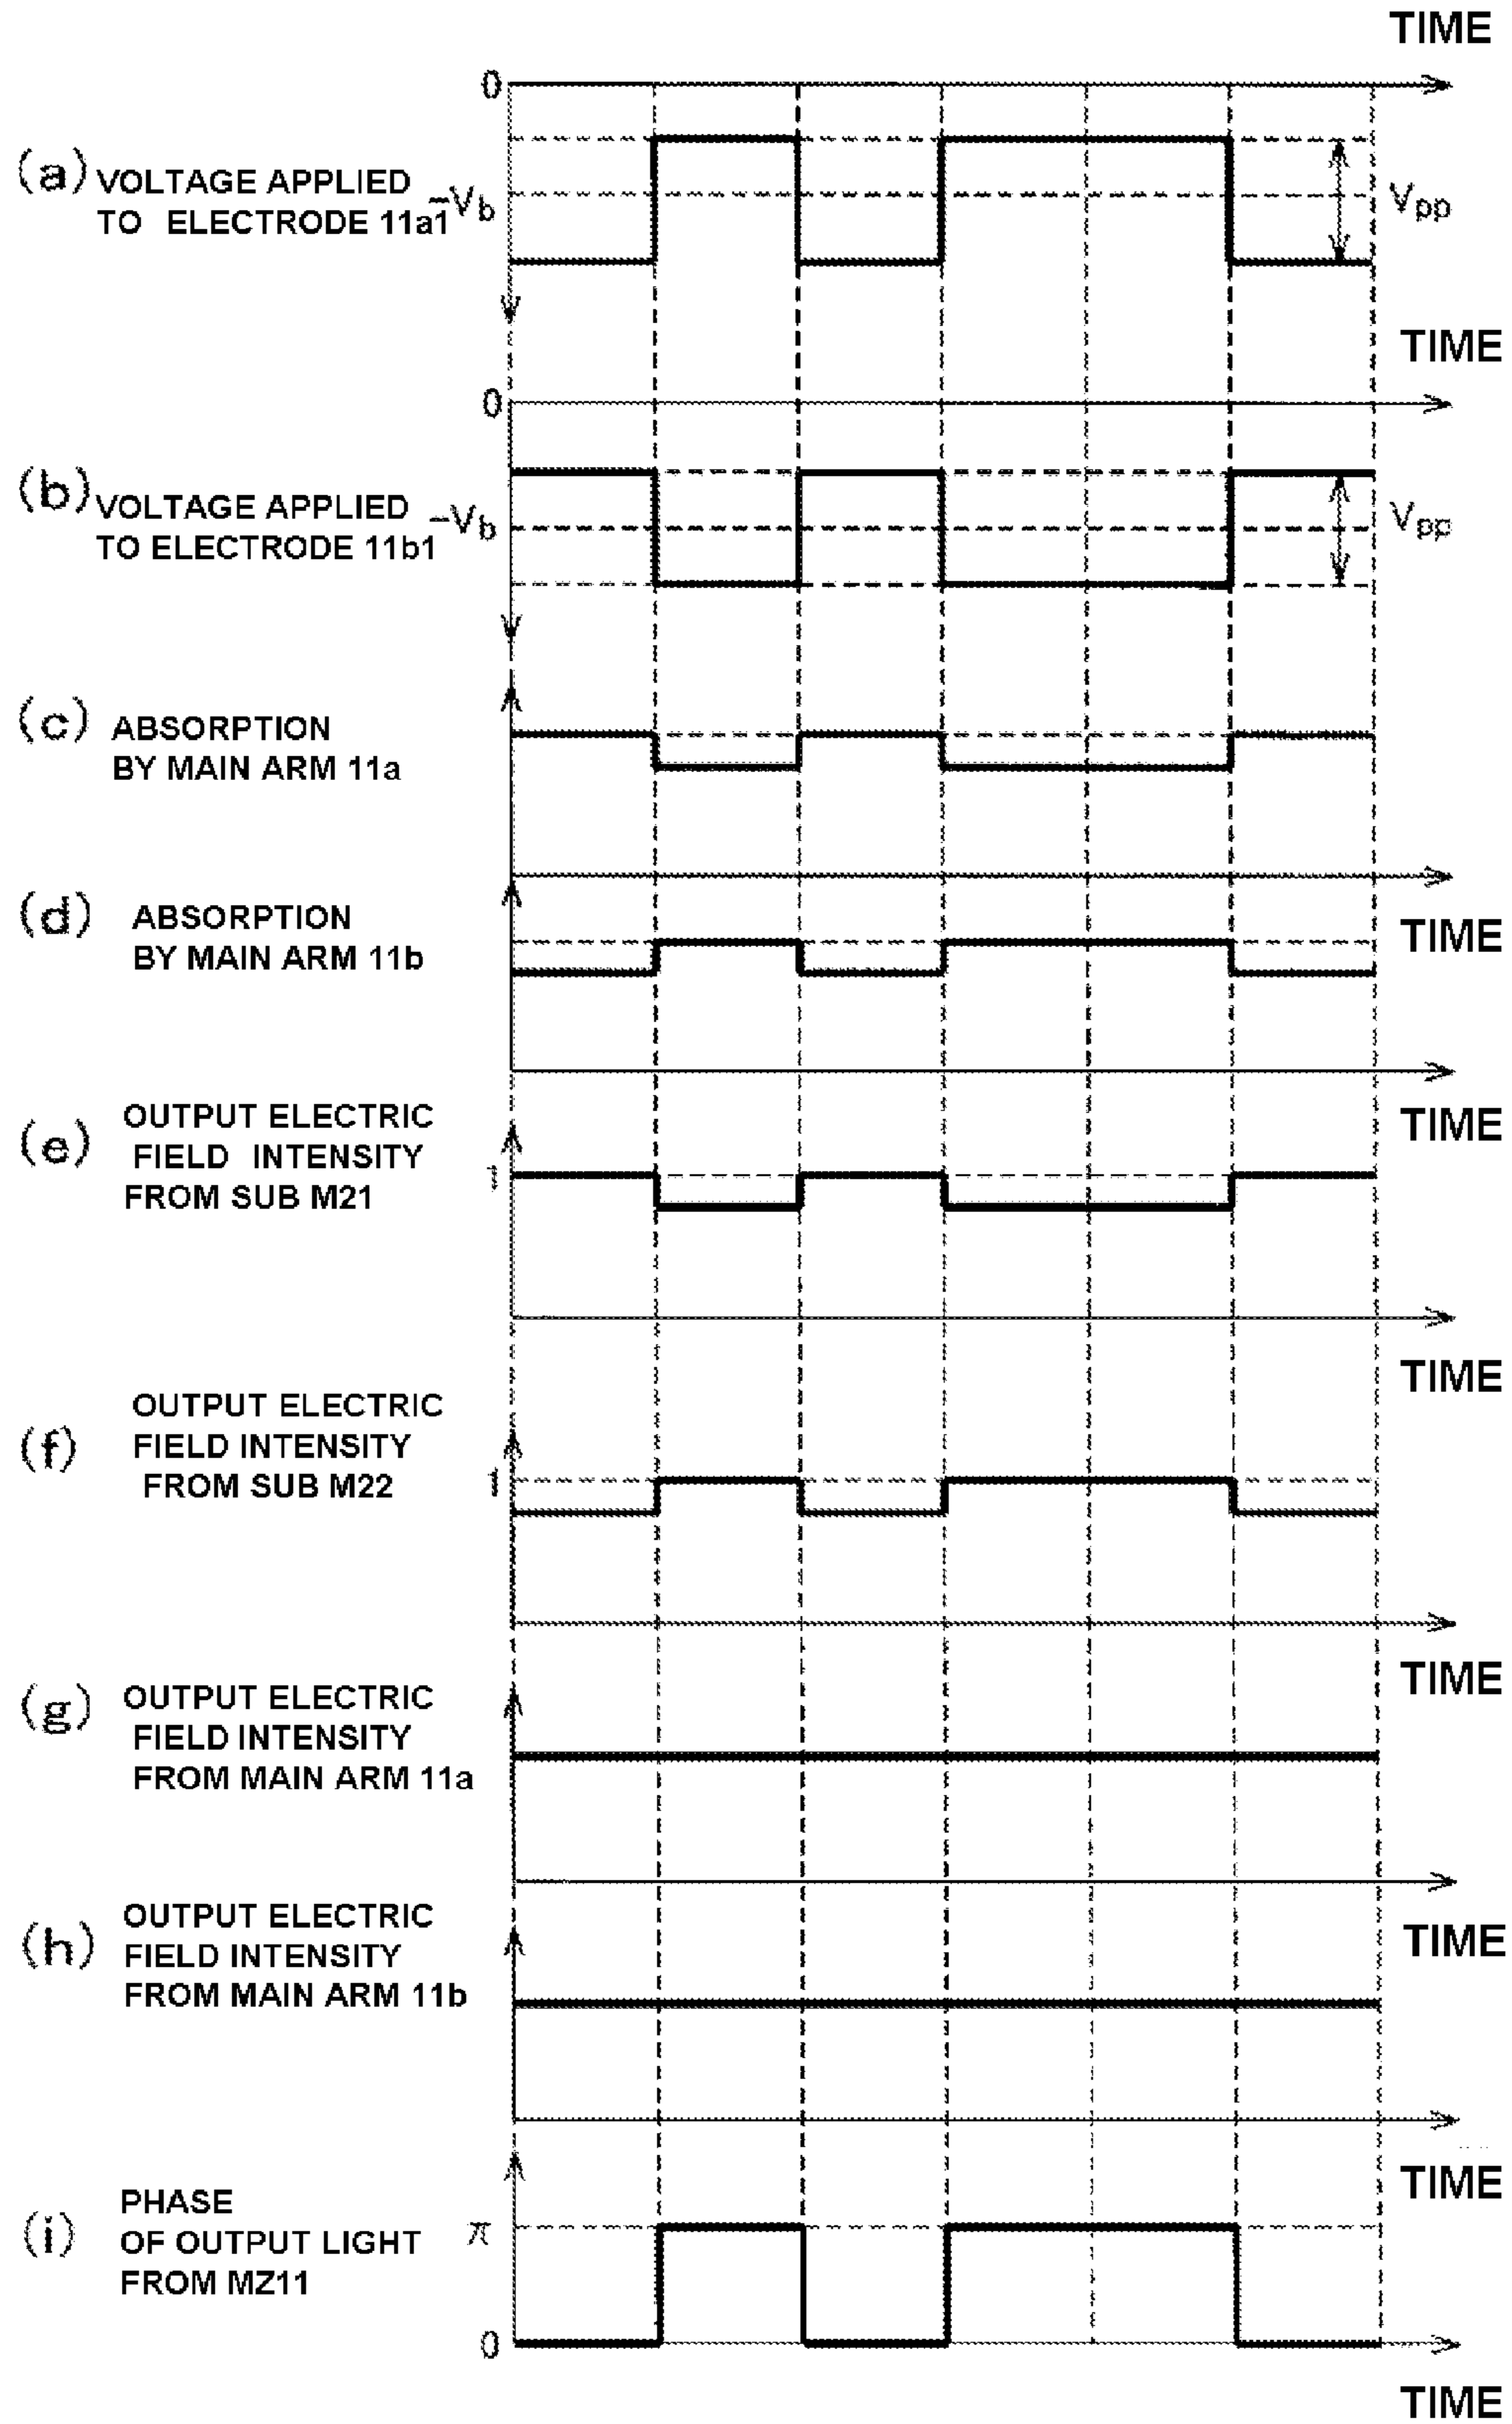 TIME
0
(a) VOLTAGE APPLIED
TO ELECTRODE 11a1
-Vb
Vpp
TIME
0
(b) VOLTAGE APPLIED
TO ELECTRODE 11b1
-Vb
Vpp
(c) ABSORPTION
BY MAIN ARM 11a
(d) ABSORPTION
BY MAIN ARM 11b
TIME
(e) OUTPUT ELECTRIC
FIELD INTENSITY
FROM SUB M21
1
TIME
(f) OUTPUT ELECTRIC
FIELD INTENSITY
FROM SUB M22
1
TIME
(g) OUTPUT ELECTRIC
FIELD INTENSITY
FROM MAIN ARM 11a
TIME
(h) OUTPUT ELECTRIC
FIELD INTENSITY
FROM MAIN ARM 11b
TIME
(i) PHASE
OF OUTPUT LIGHT
FROM MZ11
π
0
TIME
TIME